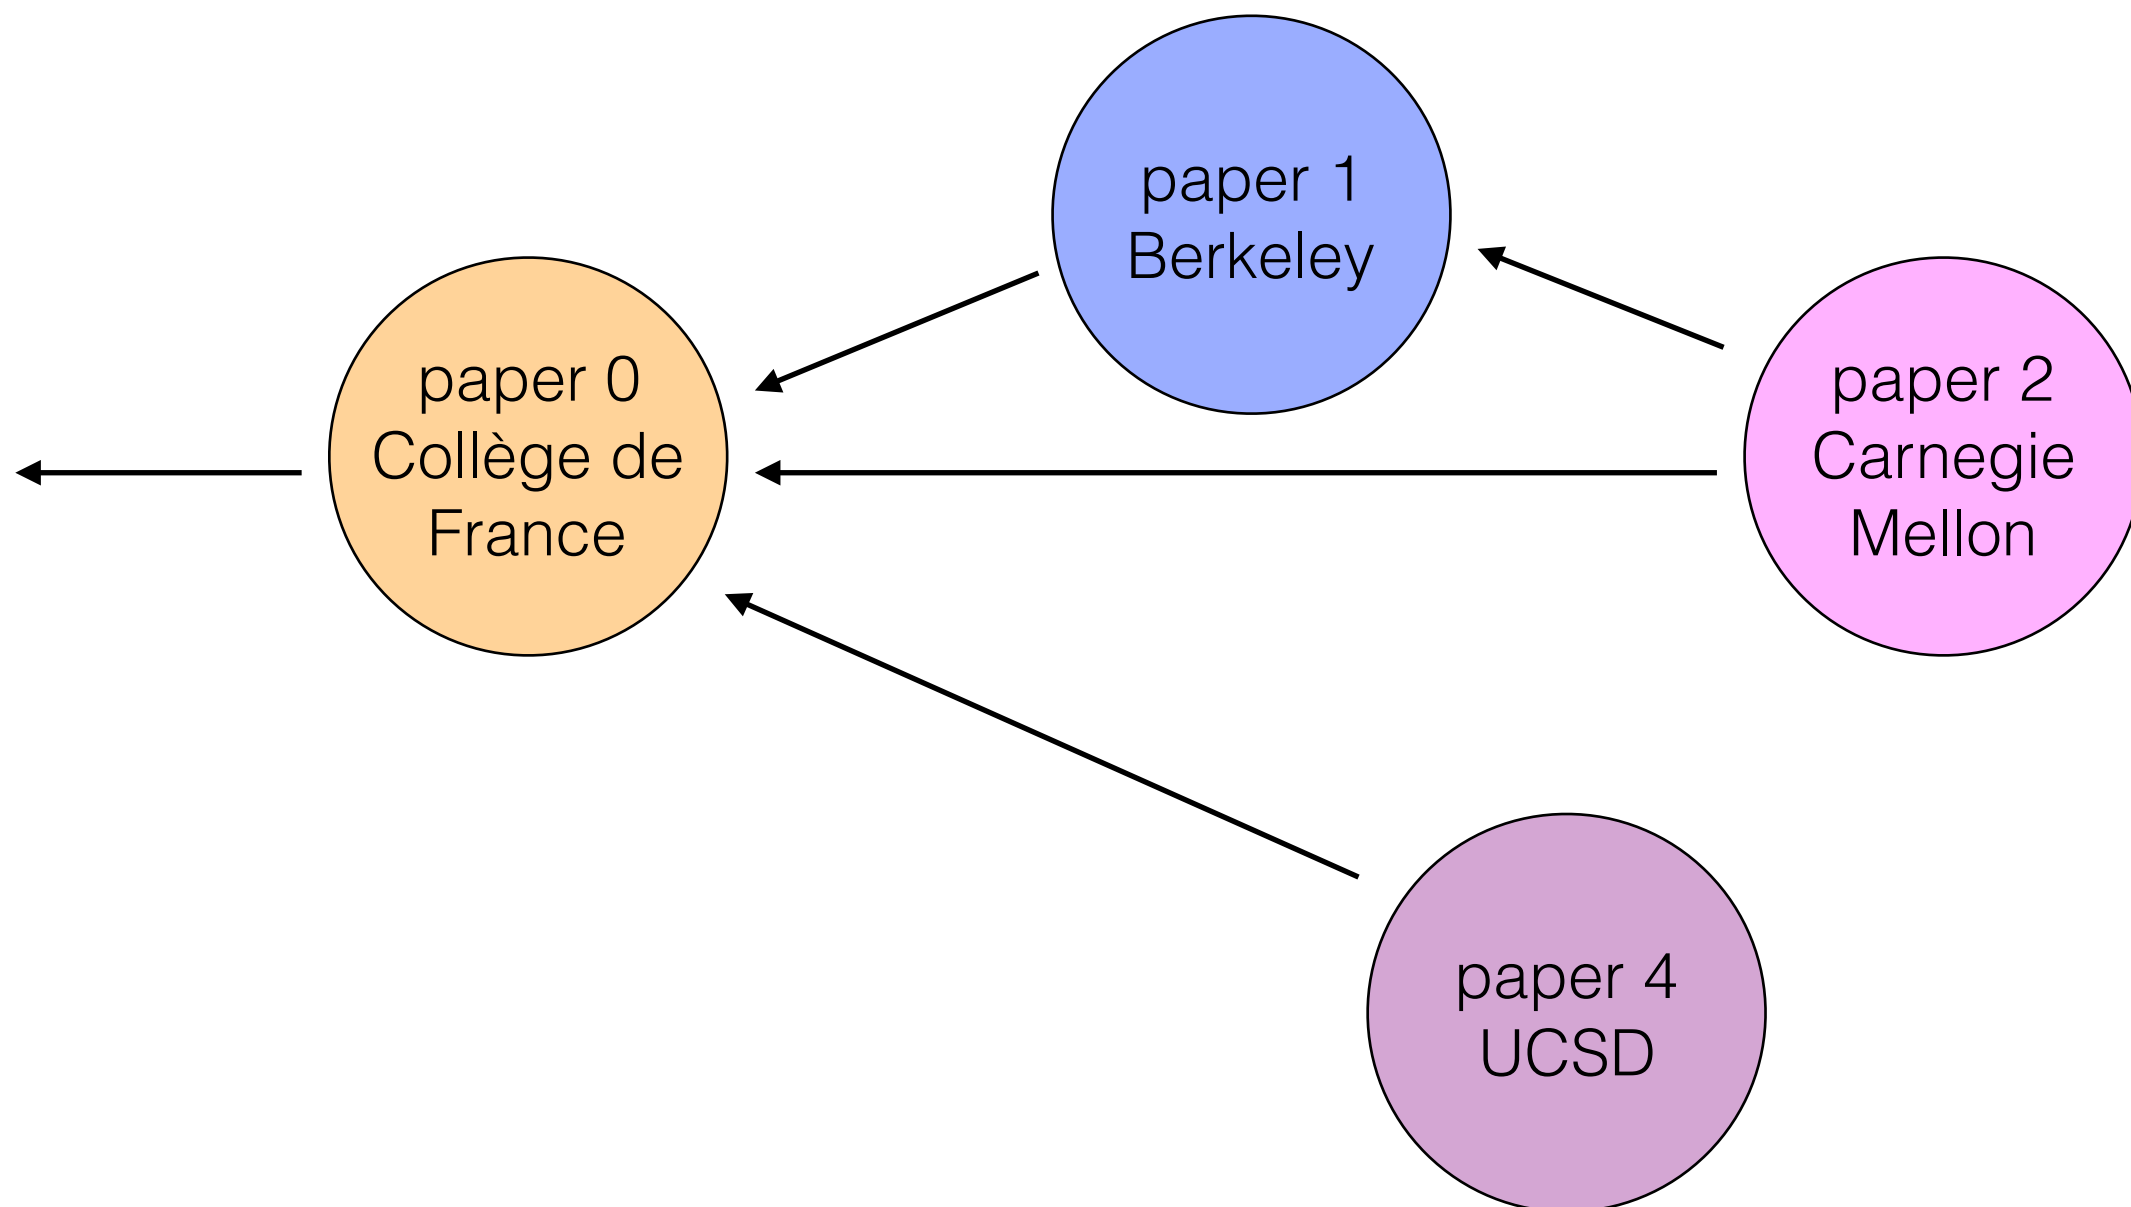 paper 1
Berkeley
paper 0
Collège de
France
paper 2
Carnegie
Mellon
paper 4
UCSD